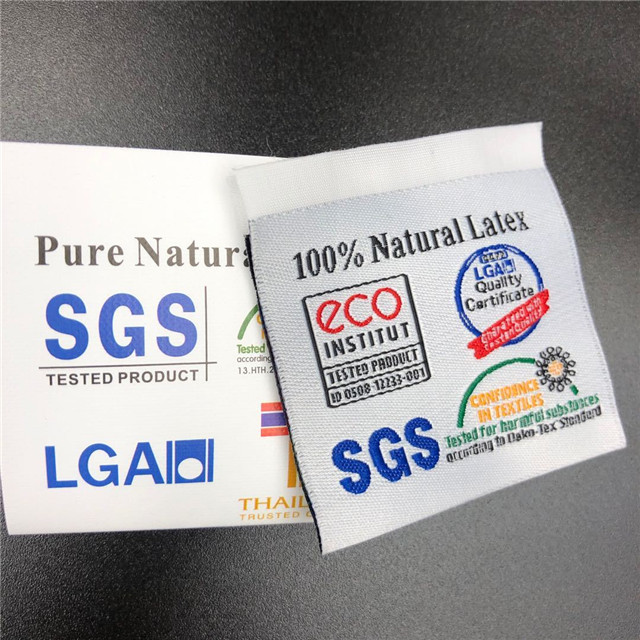 Pure Natura
SGS
TESTED PRODUCT
Tested
according
13.HTH.2
LGA
THAIL
TRUSTED
100% Natural Latex
eco
INSTITUT
TESTED PRODUCT
ID 0508-12233-001
LGA
Quality
Certificate
CONFIDENCE
IN TEXTILES
Tested for harmful substances
according to Oeko-Tex Standard
SGS